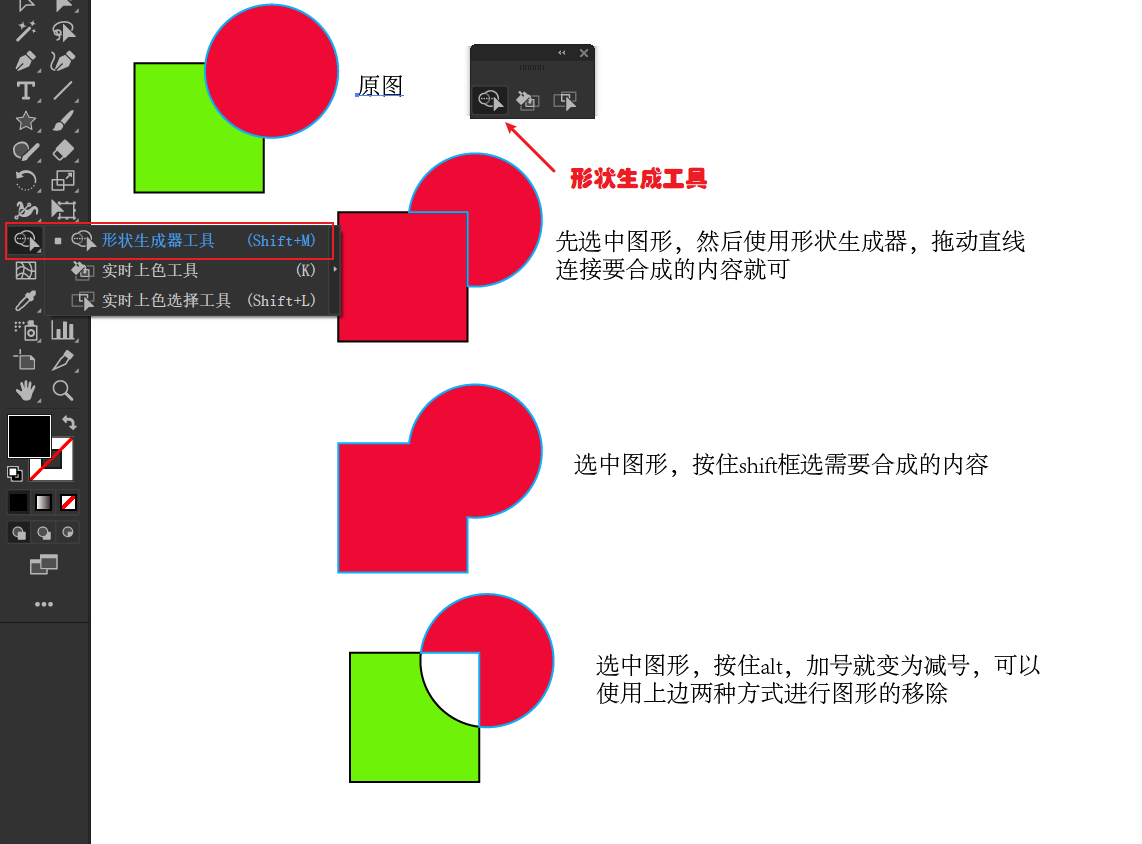 原图
形状生成工具
先选中图形，然后使用形状生成器，拖动直线
连接要合成的内容就可
形状生成器工具 (Shift+M)
实时上色工具 (K)
实时上色选择工具 (Shift+L)
选中图形，按住shift框选需要合成的内容
选中图形，按住alt，加号就变为减号，可以
使用上边两种方式进行图形的移除